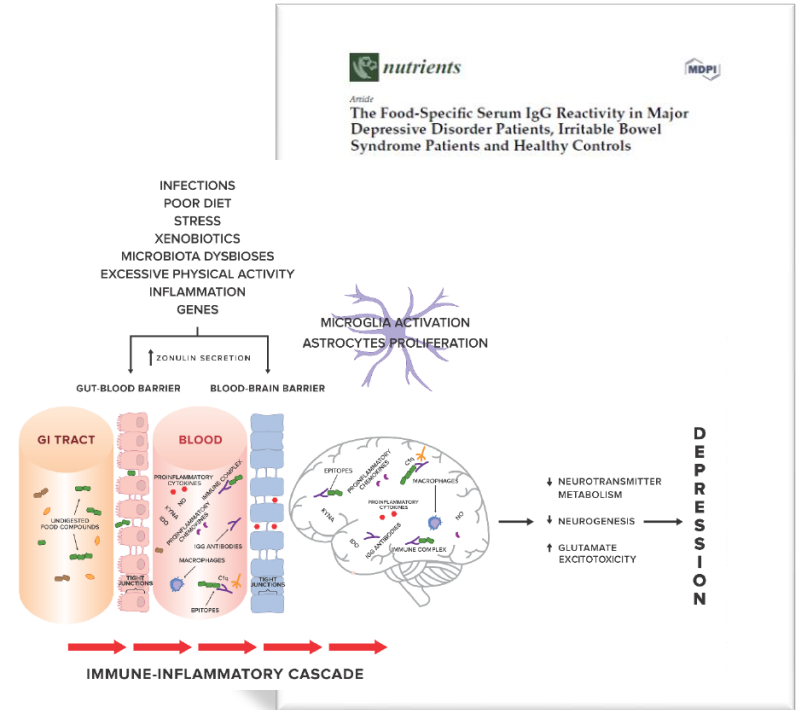 nutrients
MDPI
Article
The Food-Specific Serum IgG Reactivity in Major
Depressive Disorder Patients, Irritable Bowel
Syndrome Patients and Healthy Controls
INFECTIONS
POOR DIET
STRESS
XENOBIOTICS
MICROBIOTA DYSBIOSES
EXCESSIVE PHYSICAL ACTIVITY
INFLAMMATION
GENES
↑ ZONULIN SECRETION
GUT-BLOOD BARRIER
BLOOD-BRAIN BARRIER
MICROGLIA ACTIVATION
ASTROCYTES PROLIFERATION
GI TRACT
UNDIGESTED
FOOD COMPOUNDS
TIGHT
JUNCTIONS
BLOOD
PROINFLAMMATORY
CYTOKINES
IMMUNE COMPLEX
NO
KYNA
IDO
PROINFLAMMATORY
CHEMOKINES
IGG ANTIBODIES
MACROPHAGES
C1q
EPITOPES
TIGHT
JUNCTIONS
EPITOPES
PROINFLAMMATORY
CHEMOKINES
C1q
MACROPHAGES
PROINFLAMMATORY
CYTOKINES
KYNA
NO
IDO
IGG ANTIBODIES
IMMUNE COMPLEX
↓ NEUROTRANSMITTER
METABOLISM
↓ NEUROGENESIS
↑ GLUTAMATE
EXCITOTOXICITY
DEPRESSION
IMMUNE-INFLAMMATORY CASCADE